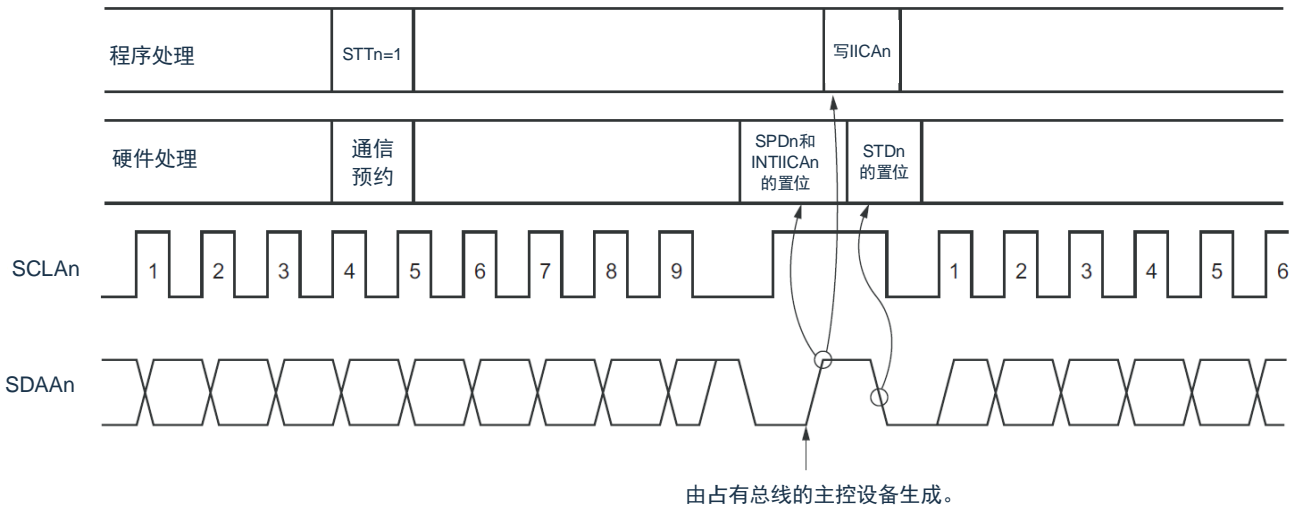 程序处理
STTn=1
写IICAn
硬件处理
通信
预约
SPDn和
INTIICAn
的置位
STDn
的置位
SCLAn
1 2 3 4 5 6 7 8 9 1 2 3 4 5 6
SDAAn
由占有总线的主控设备生成。